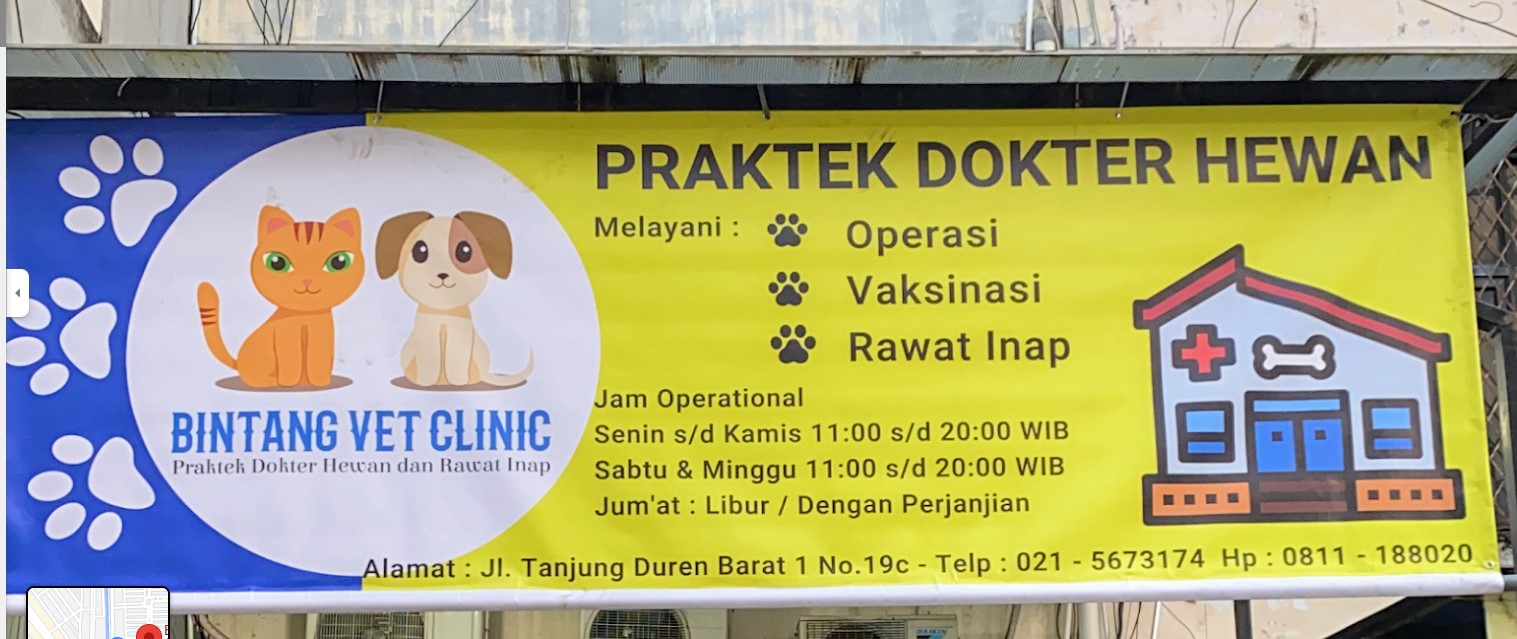 PRAKTEK DOKTER HEWAN
Melayani :
Operasi
Vaksinasi
Rawat Inap
BINTANG VET CLINIC
Praktek Dokter Hewan dan Rawat Inap
Jam Operational
Senin s/d Kamis 11:00 s/d 20:00 WIB
Sabtu & Minggu 11:00 s/d 20:00 WIB
Jum'at : Libur / Dengan Perjanjian
Alamat : Jl. Tanjung Duren Barat 1 No.19c - Telp : 021 - 5673174 Hp : 0811 - 188020
DAIKIN